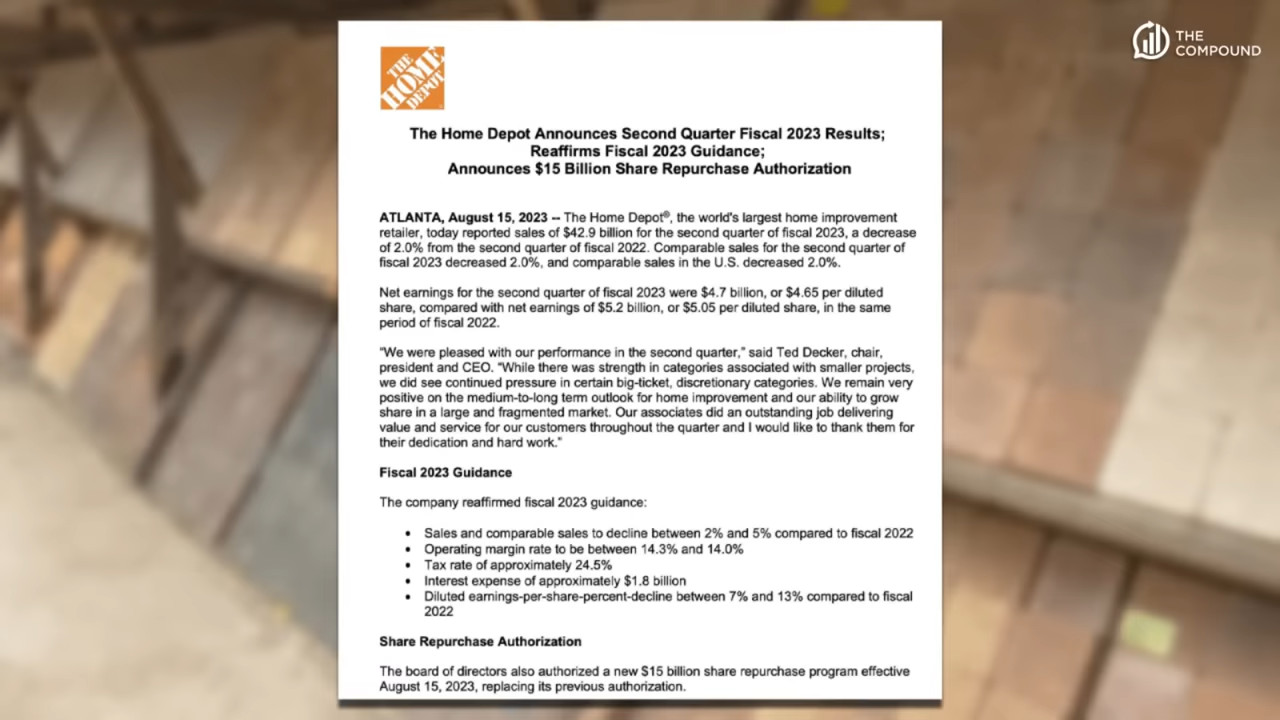 THE
COMPOUND
THE
HOME
DEPOT
The Home Depot Announces Second Quarter Fiscal 2023 Results;
Reaffirms Fiscal 2023 Guidance;
Announces $15 Billion Share Repurchase Authorization
ATLANTA, August 15, 2023 -- The Home Depot®, the world's largest home improvement
retailer, today reported sales of $42.9 billion for the second quarter of fiscal 2023, a decrease
of 2.0% from the second quarter of fiscal 2022. Comparable sales for the second quarter of
fiscal 2023 decreased 2.0%, and comparable sales in the U.S. decreased 2.0%.
Net earnings for the second quarter of fiscal 2023 were $4.7 billion, or $4.65 per diluted
share, compared with net earnings of $5.2 billion, or $5.05 per diluted share, in the same
period of fiscal 2022.
"We were pleased with our performance in the second quarter," said Ted Decker, chair,
president and CEO. "While there was strength in categories associated with smaller projects,
we did see continued pressure in certain big-ticket, discretionary categories. We remain very
positive on the medium-to-long term outlook for home improvement and our ability to grow
share in a large and fragmented market. Our associates did an outstanding job delivering
value and service for our customers throughout the quarter and I would like to thank them for
their dedication and hard work."
Fiscal 2023 Guidance
The company reaffirmed fiscal 2023 guidance:
• Sales and comparable sales to decline between 2% and 5% compared to fiscal 2022
• Operating margin rate to be between 14.3% and 14.0%
• Tax rate of approximately 24.5%
• Interest expense of approximately $1.8 billion
• Diluted earnings-per-share-percent-decline between 7% and 13% compared to fiscal
2022
Share Repurchase Authorization
The board of directors also authorized a new $15 billion share repurchase program effective
August 15, 2023, replacing its previous authorization.